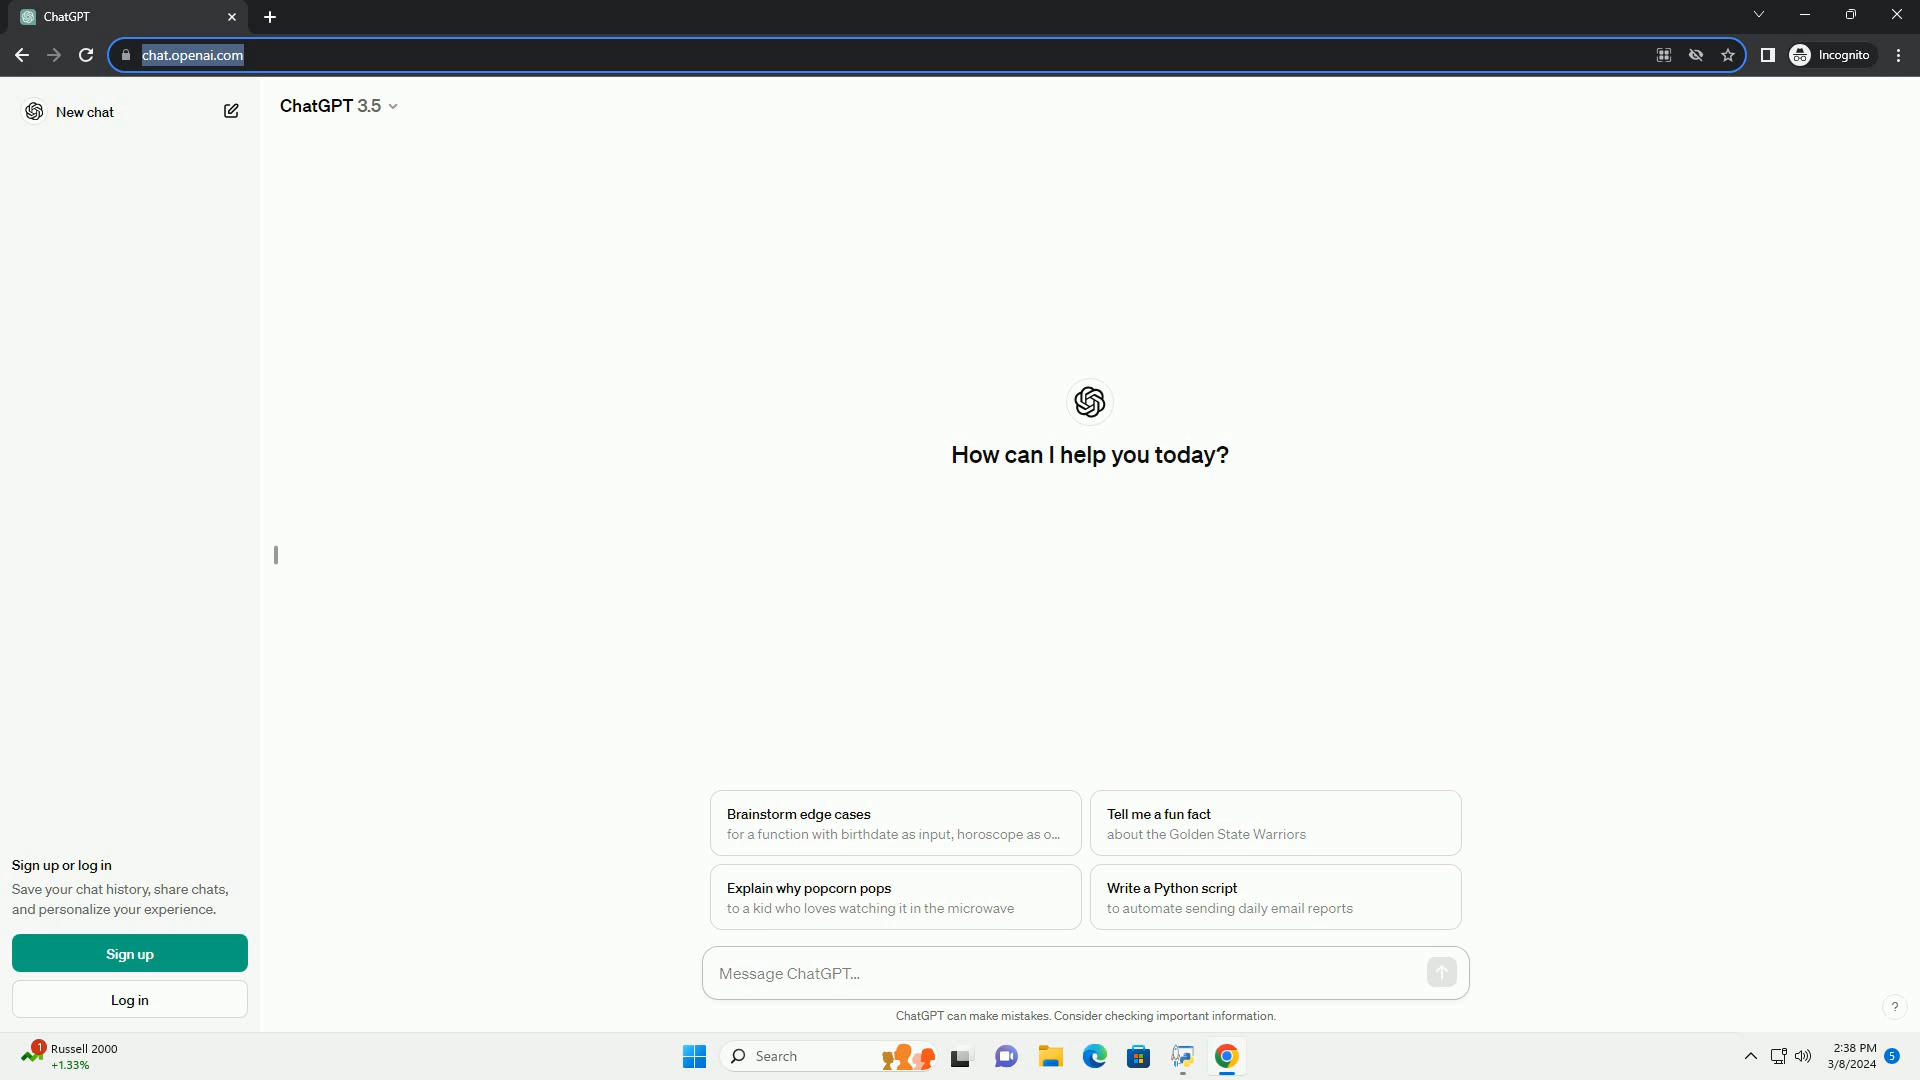 ChatGPT
chat.openai.com
Incognito
New chat
ChatGPT 3.5
How can I help you today?
Brainstorm edge cases
for a function with birthdate as input, horoscope as o...
Tell me a fun fact
about the Golden State Warriors
Explain why popcorn pops
to a kid who loves watching it in the microwave
Write a Python script
to automate sending daily email reports
Sign up or log in
Save your chat history, share chats,
and personalize your experience.
Sign up
Log in
Message ChatGPT...
ChatGPT can make mistakes. Consider checking important information.
?
1
Russell 2000
+1.33%
Search
2:38 PM
3/8/2024
5